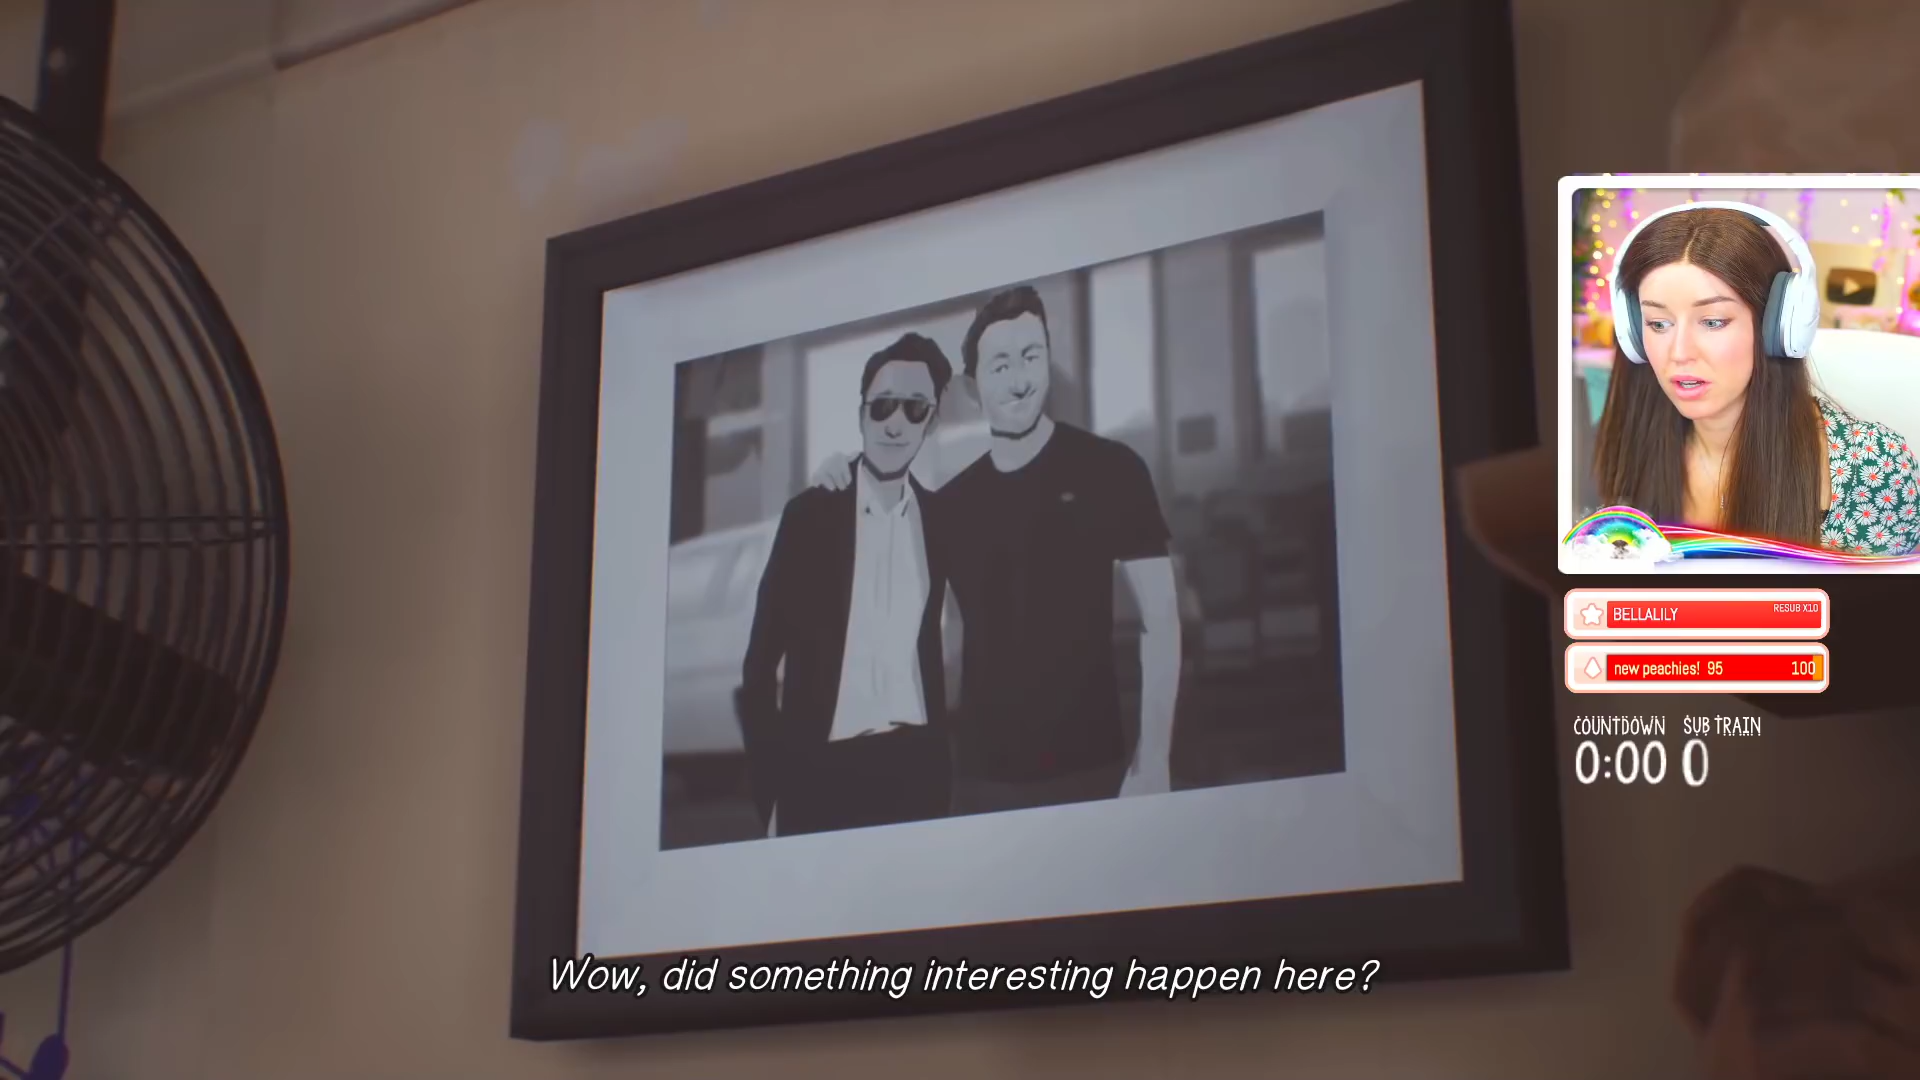 BELLALILY RESUB X10
new peachies! 95 100
COUNTDOWN SUB TRAIN
0:00 0
Wow, did something interesting happen here?